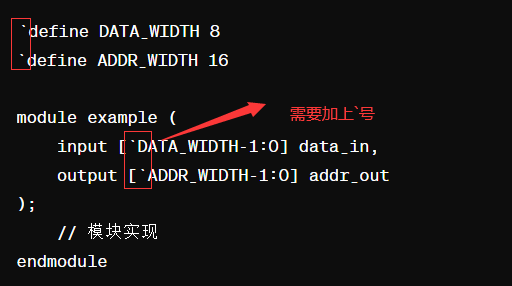 `define DATA_WIDTH 8
`define ADDR_WIDTH 16
module example (
需要加上`号
input [`DATA_WIDTH-1:0] data_in,
output [`ADDR_WIDTH-1:0] addr_out
);
// 模块实现
endmodule